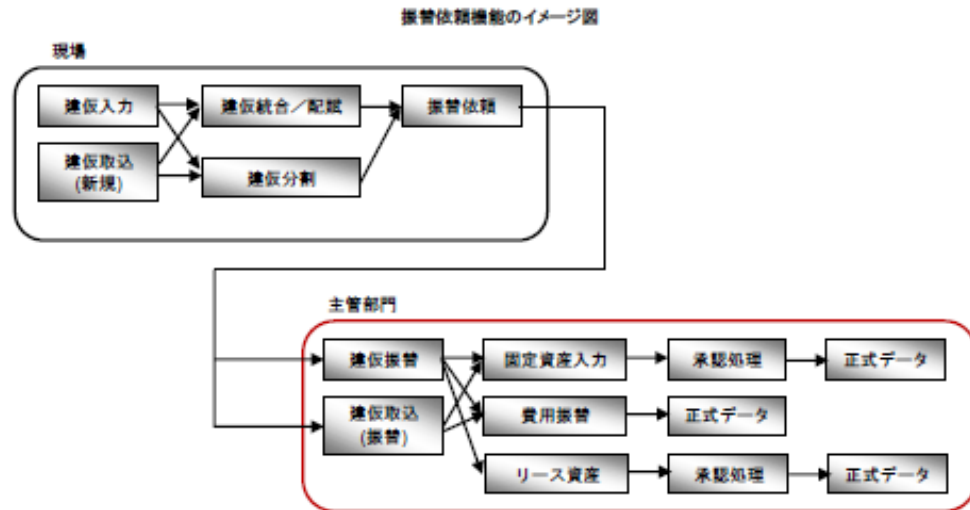 振替依頼機能のイメージ図
現場
建仮入力
建仮統合/配賦
振替依頼
建仮取込
(新規)
建仮分割
主管部門
建仮振替
固定資産入力
承認処理
正式データ
建仮取込
(振替)
費用振替
正式データ
リース資産
承認処理
正式データ